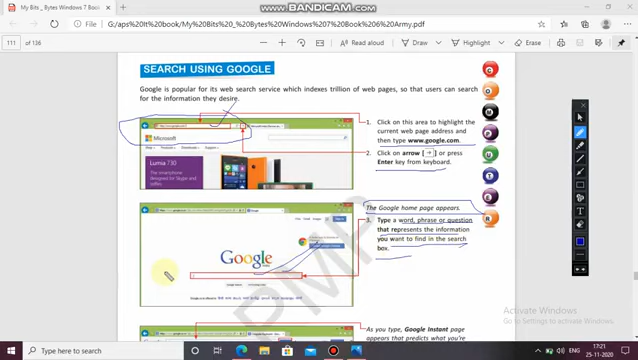 WWW.BANDICAM.COM
My Bits _ Bytes Windows 7 Book
G:/aps%20It%20book/My%20Bits%20_%20Bytes%20Windows%207%20Book%206%20Army.pdf
111 of 136
Read aloud
Draw
Highlight
Erase
SEARCH USING GOOGLE
Google is popular for its web search service which indexes trillion of web pages, so that users can search
for the information they desire.
1. Click on this area to highlight the
current web page address and
then type www.google.com.
2. Click on arrow [→] or press
Enter key from keyboard.
Microsoft
Lumia 730
The Google home page appears.
3. Type a word, phrase or question
that represents the information
you want to find in the search
box.
Google
As you type, Google Instant page
appears that predicts what you're
Activate Windows
Go to Settings to activate Windows.
Type here to search
ENG
17:21
25-11-2020